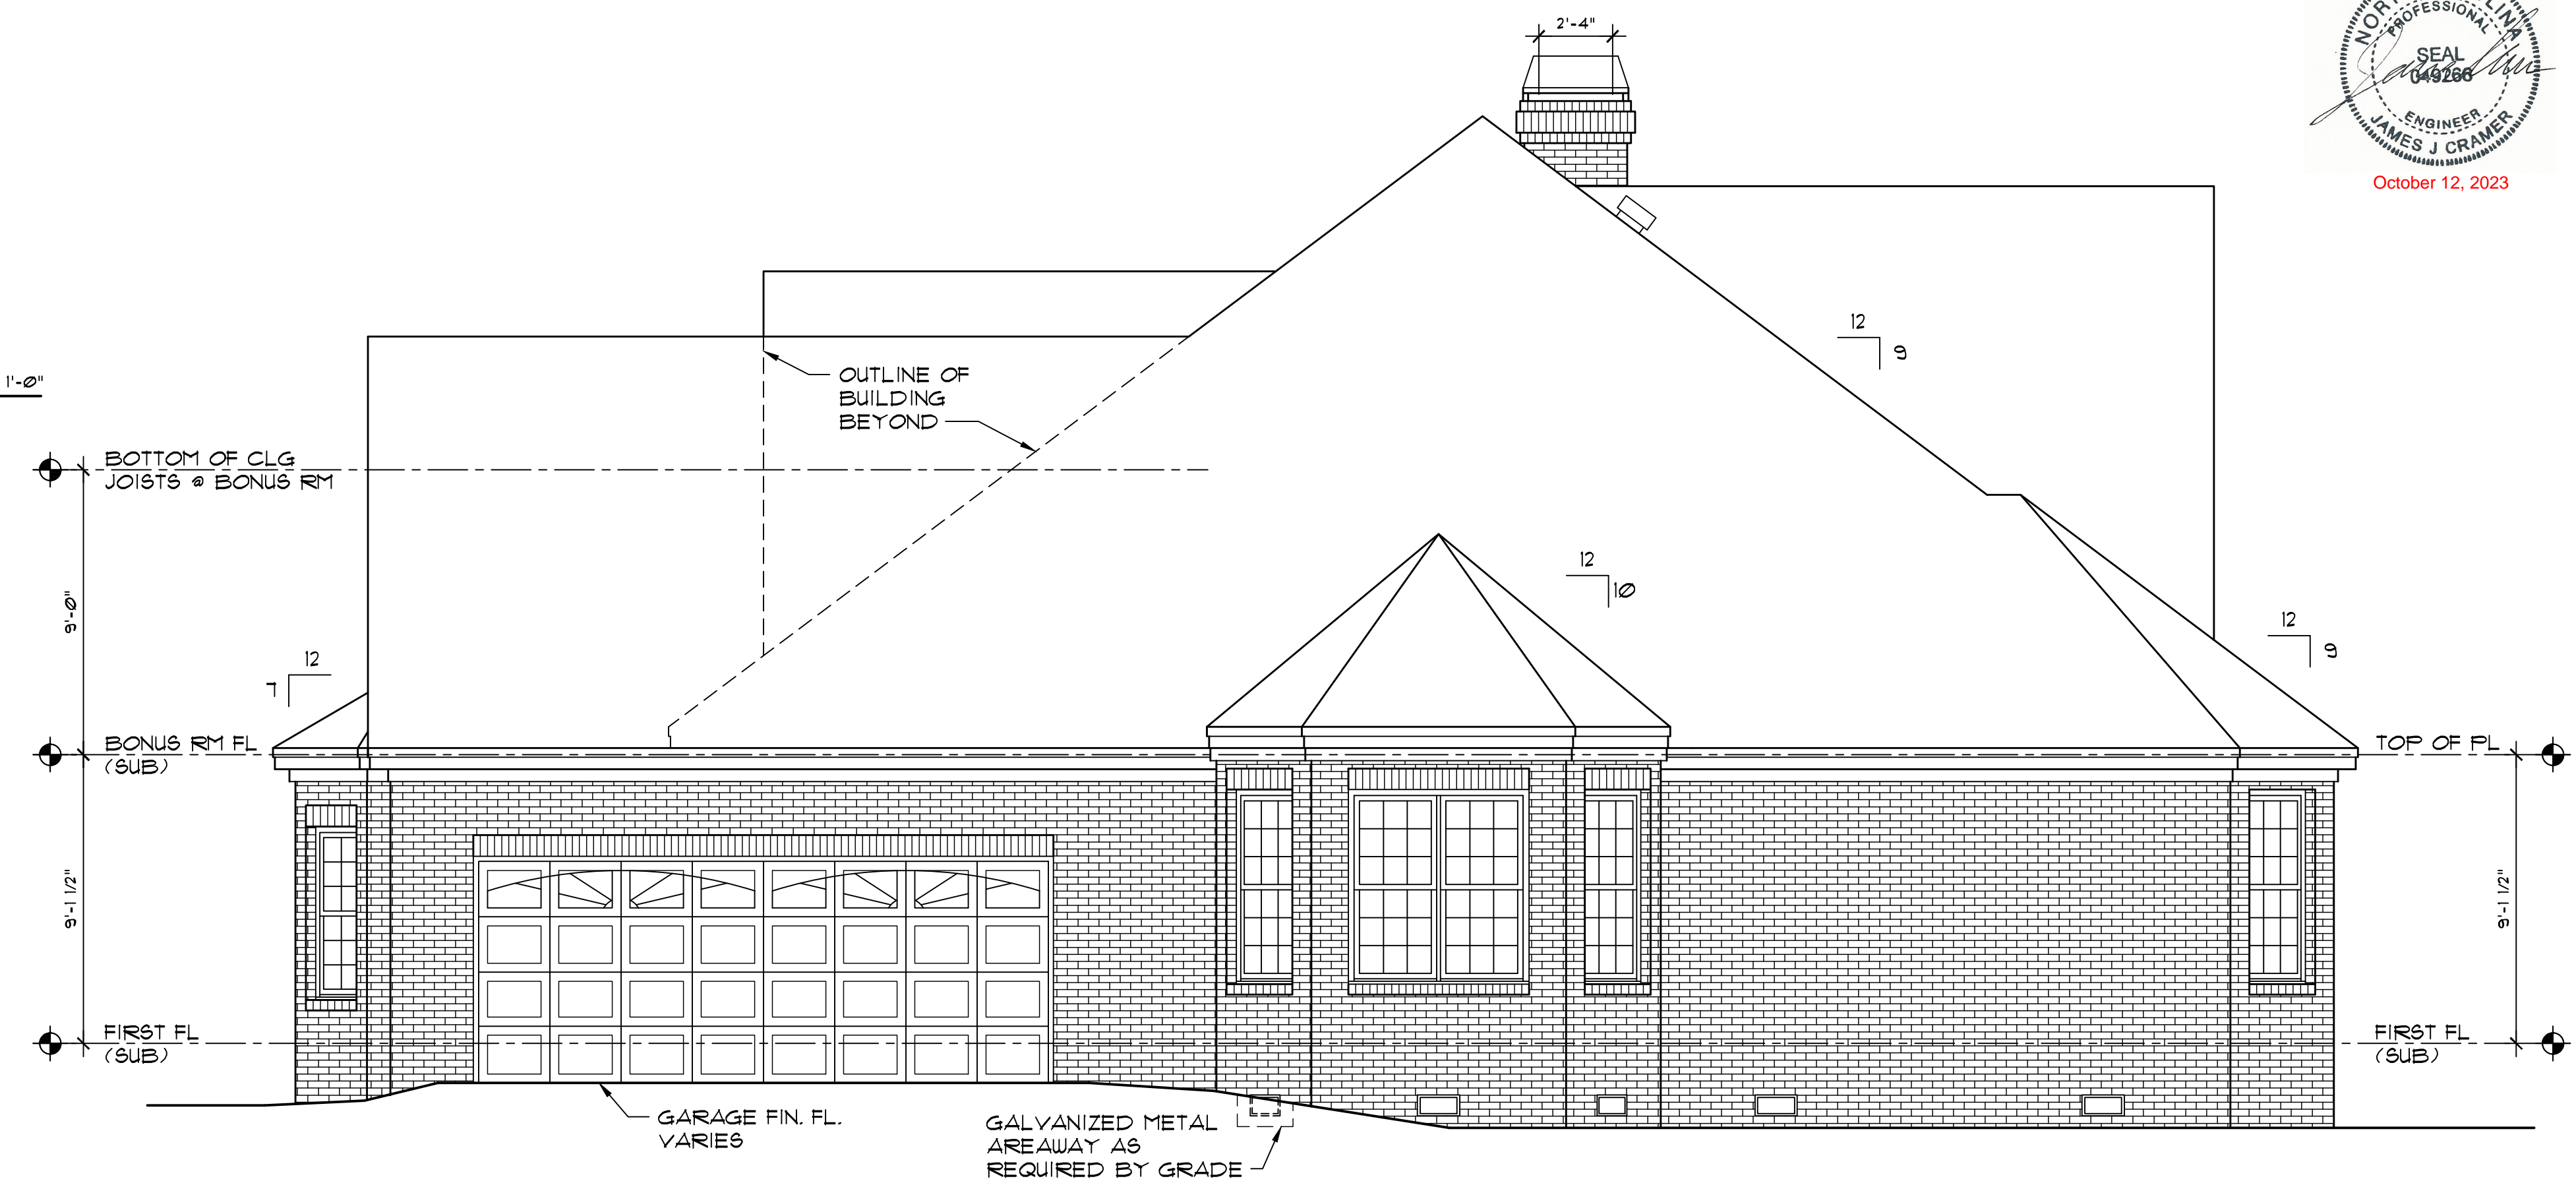 2'-4"
NORTH CAROLINA
PROFESSIONAL
SEAL
049266
ENGINEER
JAMES J CRAMER
October 12, 2023
1'-0"
12
9
OUTLINE OF
BUILDING
BEYOND
BOTTOM OF CLG
JOISTS @ BONUS RM
9'-0"
12
10
12
9
12
7
BONUS RM FL
(SUB)
TOP OF PL
9'-1 1/2"
9'-1 1/2"
FIRST FL
(SUB)
FIRST FL
(SUB)
GARAGE FIN. FL.
VARIES
GALVANIZED METAL
AREAWAY AS
REQUIRED BY GRADE